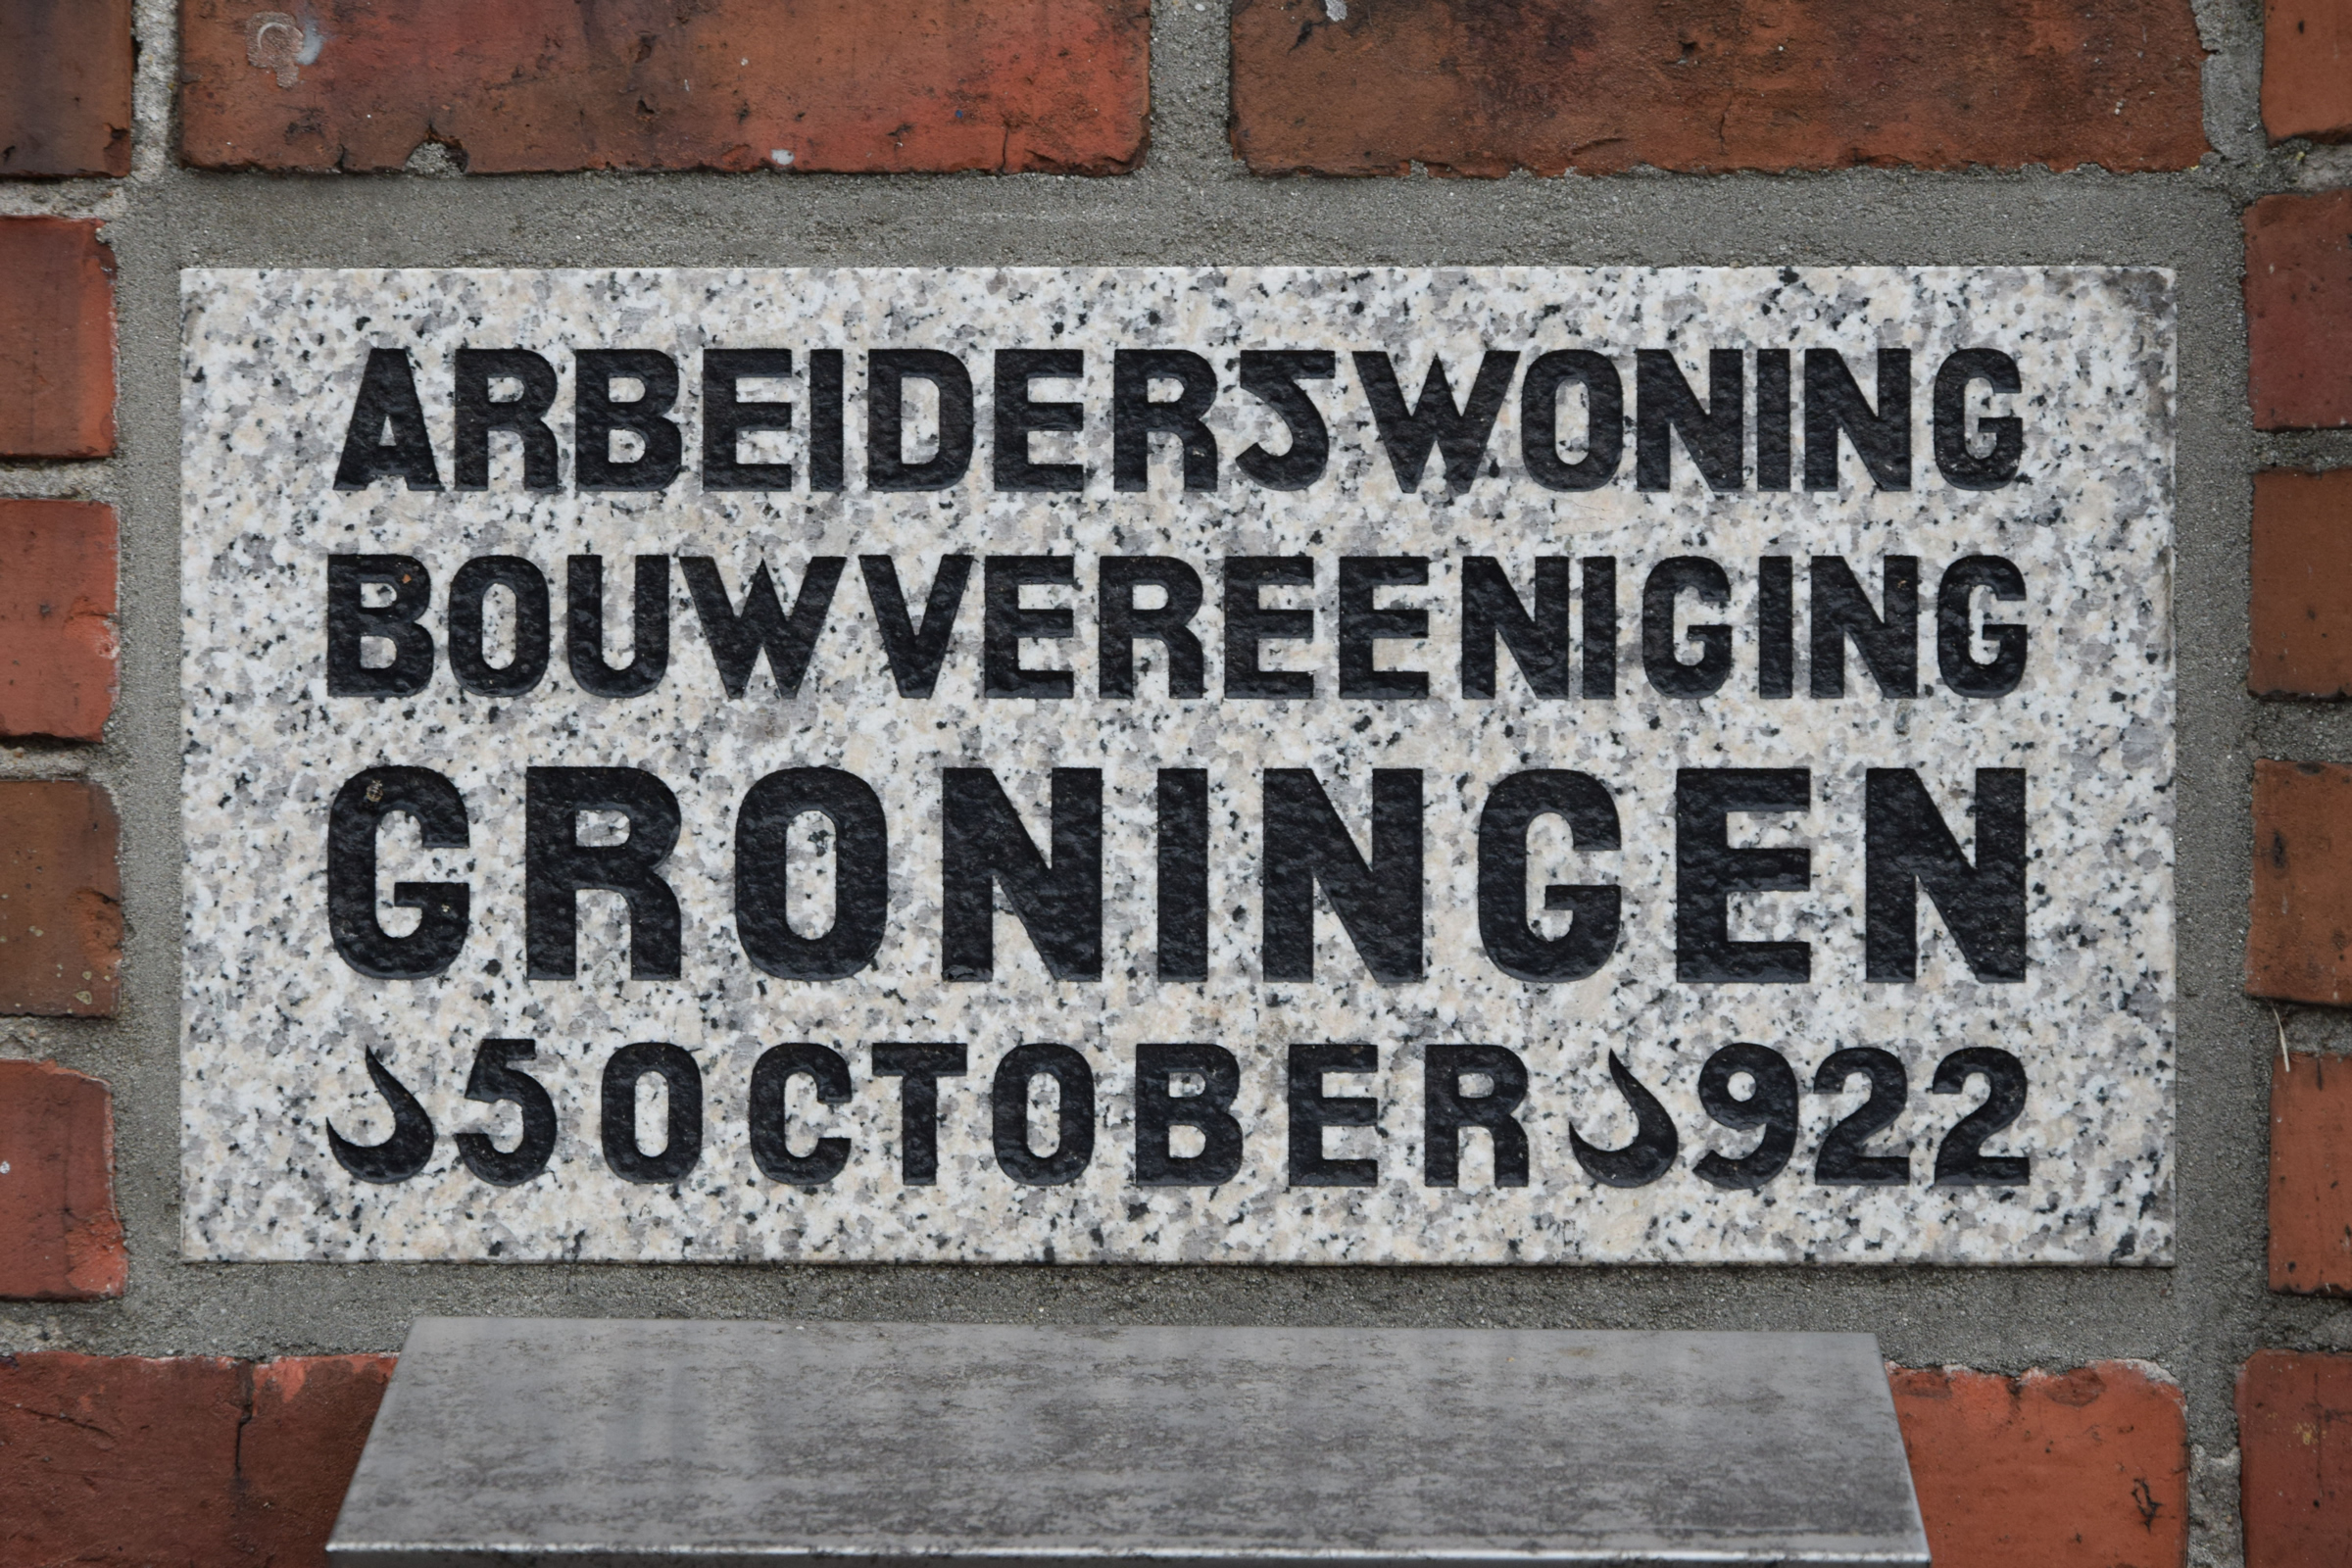 ARBEIDERSWONING
BOUWVEREENIGING
GRONINGEN
15 OCTOBER 1922